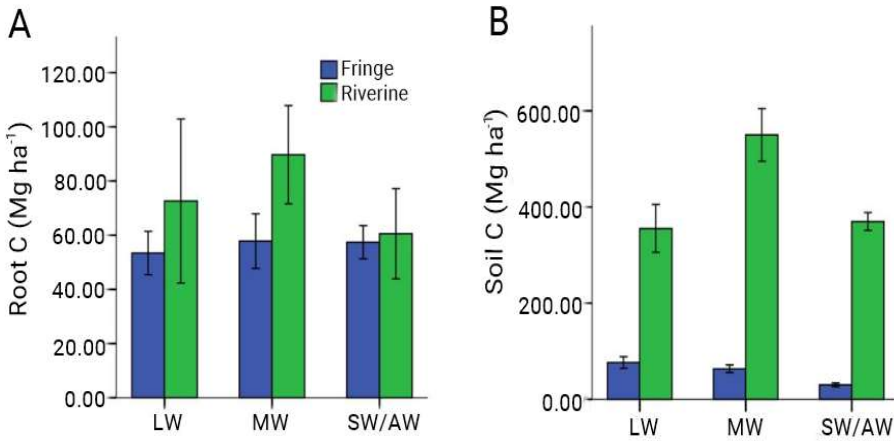 A
Root C (Mg ha⁻¹)
120.00
100.00
80.00
60.00
40.00
20.00
0.00
Fringe
Riverine
LW MW SW/AW
B
Soil C (Mg ha⁻¹)
600.00
400.00
200.00
0.00
LW MW SW/AW